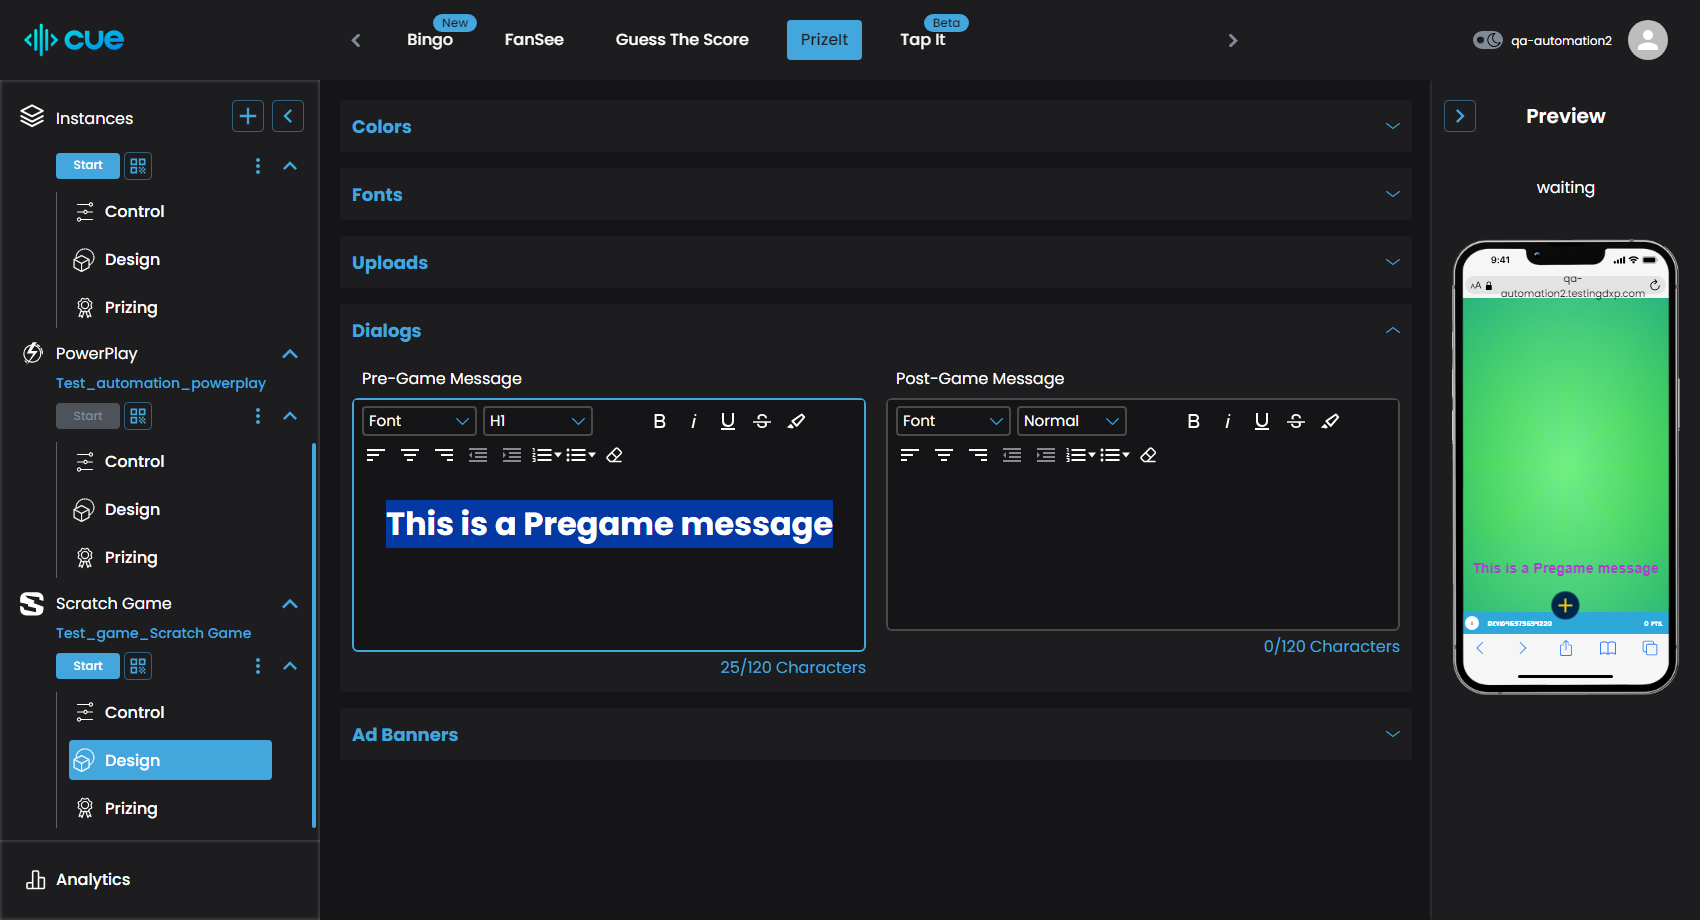 cue
Bingo
New
FanSee
Guess The Score
PrizeIt
Tap It
Beta
qa-automation2
Instances
Start
Control
Design
Prizing
PowerPlay
Test_automation_powerplay
Start
Control
Design
Prizing
Scratch Game
Test_game_Scratch Game
Start
Control
Design
Prizing
Analytics
Colors
Fonts
Uploads
Dialogs
Pre-Game Message
Font
H1
B i U S
This is a Pregame message
25/120 Characters
Post-Game Message
Font
Normal
B i U S
0/120 Characters
Ad Banners
Preview
waiting
9:41
AA
qa-
automation2.testingdxp.com
This is a Pregame message
0 PTS.